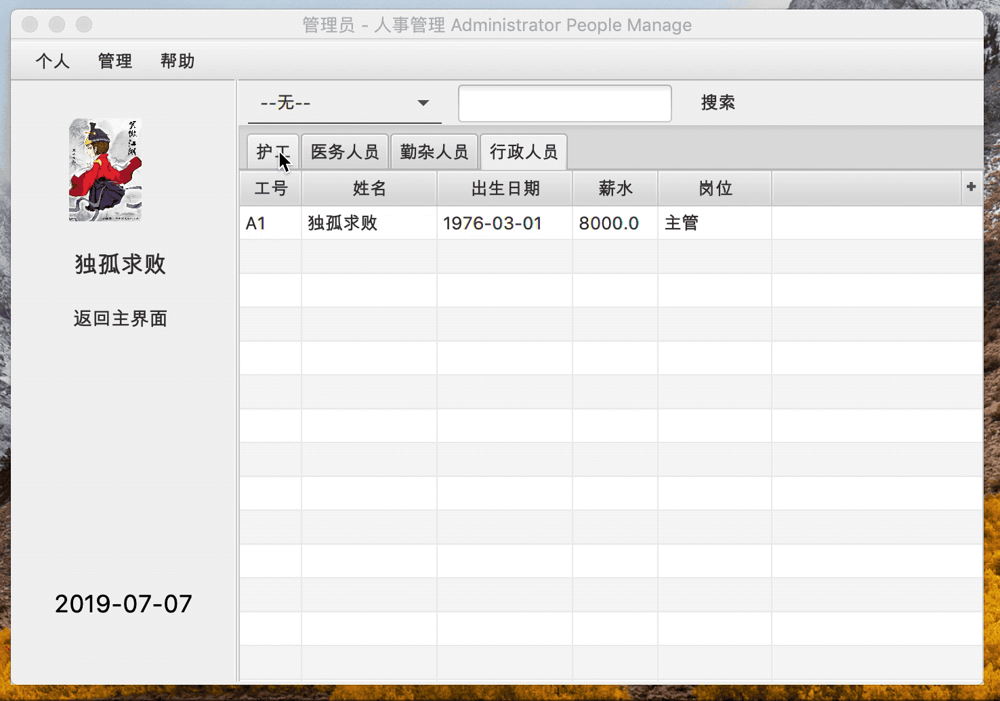 管理员 - 人事管理 Administrator People Manage
个人 管理 帮助
--无-- 搜索
护工 医务人员 勤杂人员 行政人员
工号 姓名 出生日期 薪水 岗位 +
A1 独孤求败 1976-03-01 8000.0 主管
笑傲江湖
独孤求败
返回主界面
2019-07-07